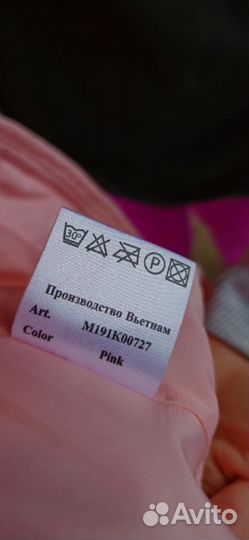 30°
P
Производство Вьетнам
Art. M191K00727
Color Pink
Avito